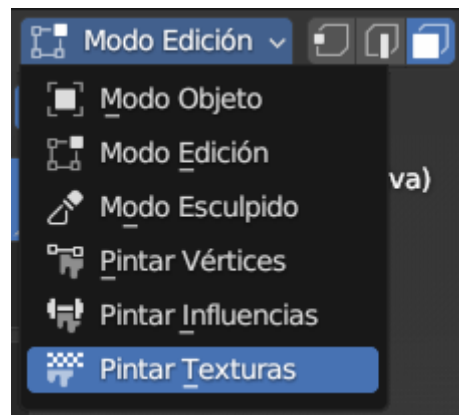 Modo Edición
Modo Objeto
Modo Edición
va)
Modo Esculpido
Pintar Vértices
Pintar Influencias
Pintar Texturas